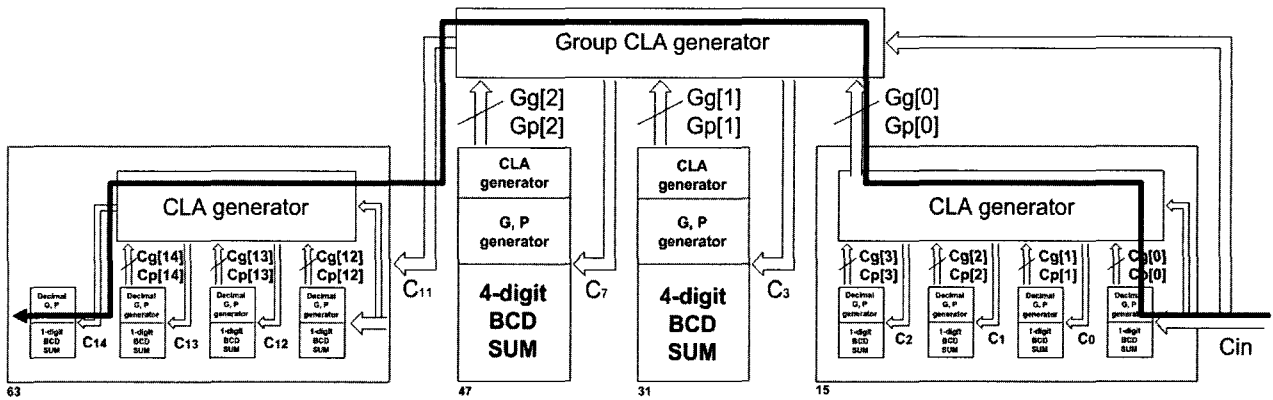 Group CLA generator
Gg[2]
Gp[2]
Gg[1]
Gp[1]
Gg[0]
Gp[0]
CLA generator
Cg[14]
Cp[14]
Cg[13]
Cp[13]
Cg[12]
Cp[12]
Decimal
G, P
1-digit
BCD
SUM
C14
Decimal
G, P
generator
1-digit
BCD
SUM
C13
Decimal
G, P
generator
1-digit
BCD
SUM
C12
Decimal
G, P
generator
1-digit
BCD
SUM
63
C11
CLA
generator
G, P
generator
4-digit
BCD
SUM
47
C7
CLA
generator
G, P
generator
4-digit
BCD
SUM
31
C3
CLA generator
Cg[3]
Cp[3]
Cg[2]
Cp[2]
Cg[1]
Cp[1]
Cg[0]
Cp[0]
Decimal
G, P
generator
1-digit
BCD
SUM
C2
Decimal
G, P
generator
1-digit
BCD
SUM
C1
Decimal
G, P
generator
1-digit
BCD
SUM
C0
Decimal
G, P
generator
1-digit
BCD
SUM
15
Cin